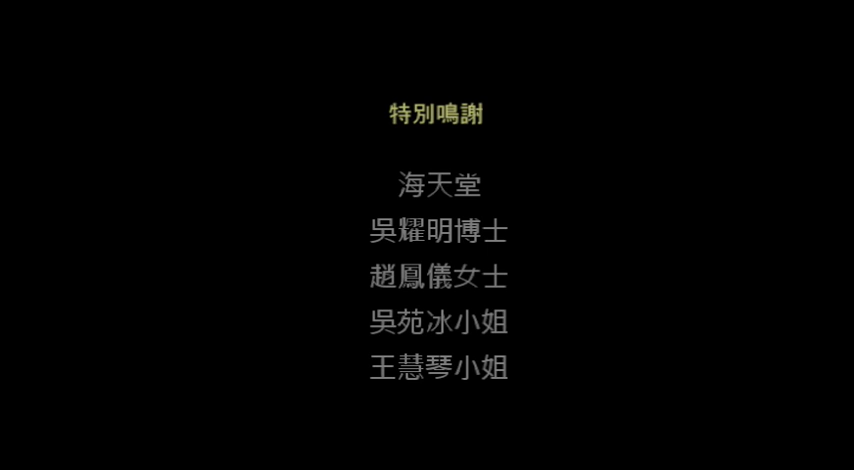 特別鳴謝
海天堂
吳耀明博士
趙鳳儀女士
吳苑冰小姐
王慧琴小姐